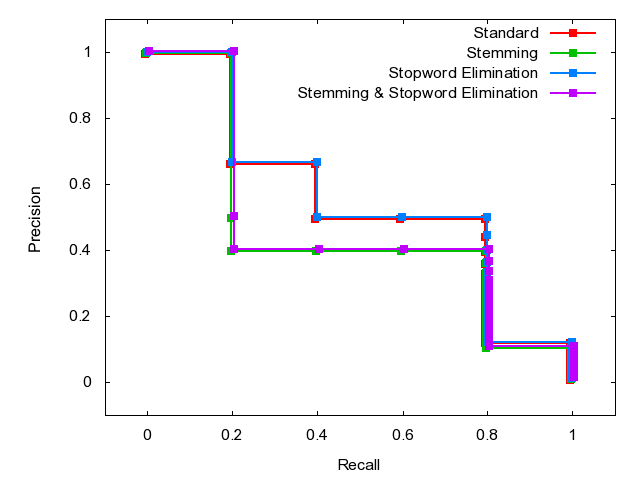 Standard
Stemming
Stopword Elimination
Stemming & Stopword Elimination
1
0.8
0.6
0.4
0.2
0
Precision
0 0.2 0.4 0.6 0.8 1
Recall